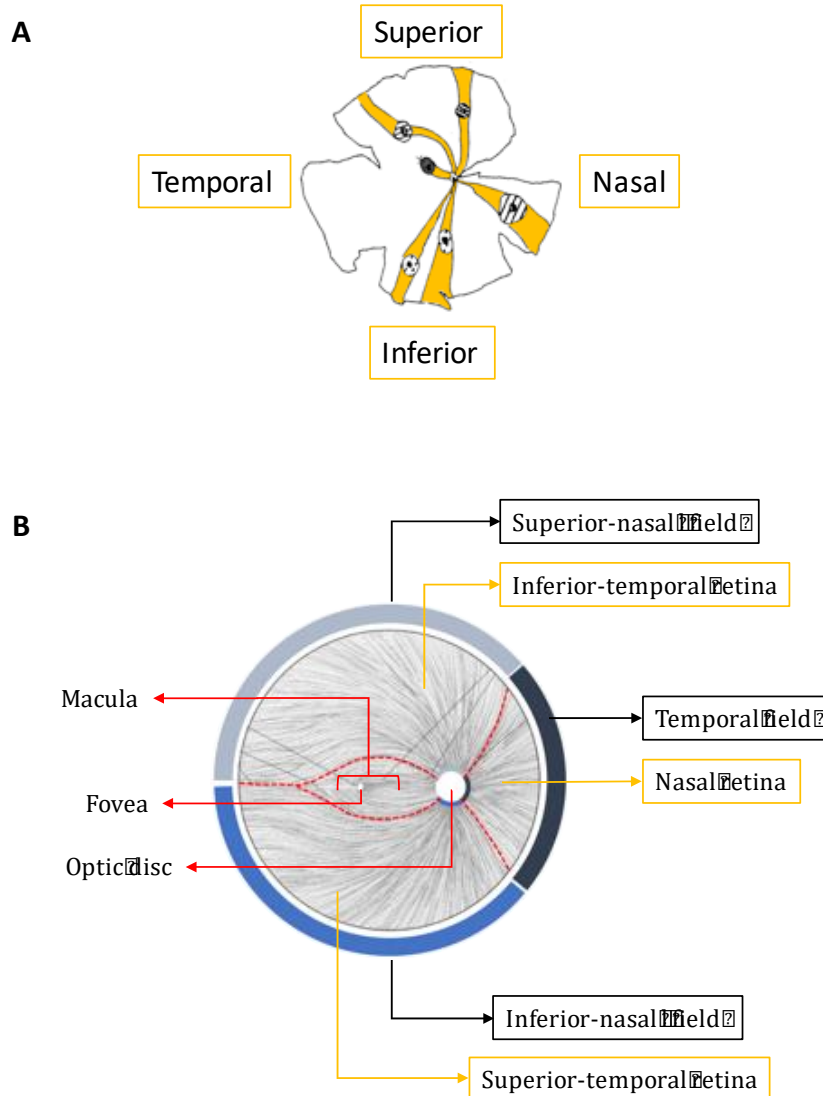 A
Superior
Temporal
Nasal
Inferior
B
Superior-nasal field
Inferior-temporal retina
Macula
Temporal field
Nasal retina
Fovea
Optic disc
Inferior-nasal field
Superior-temporal retina